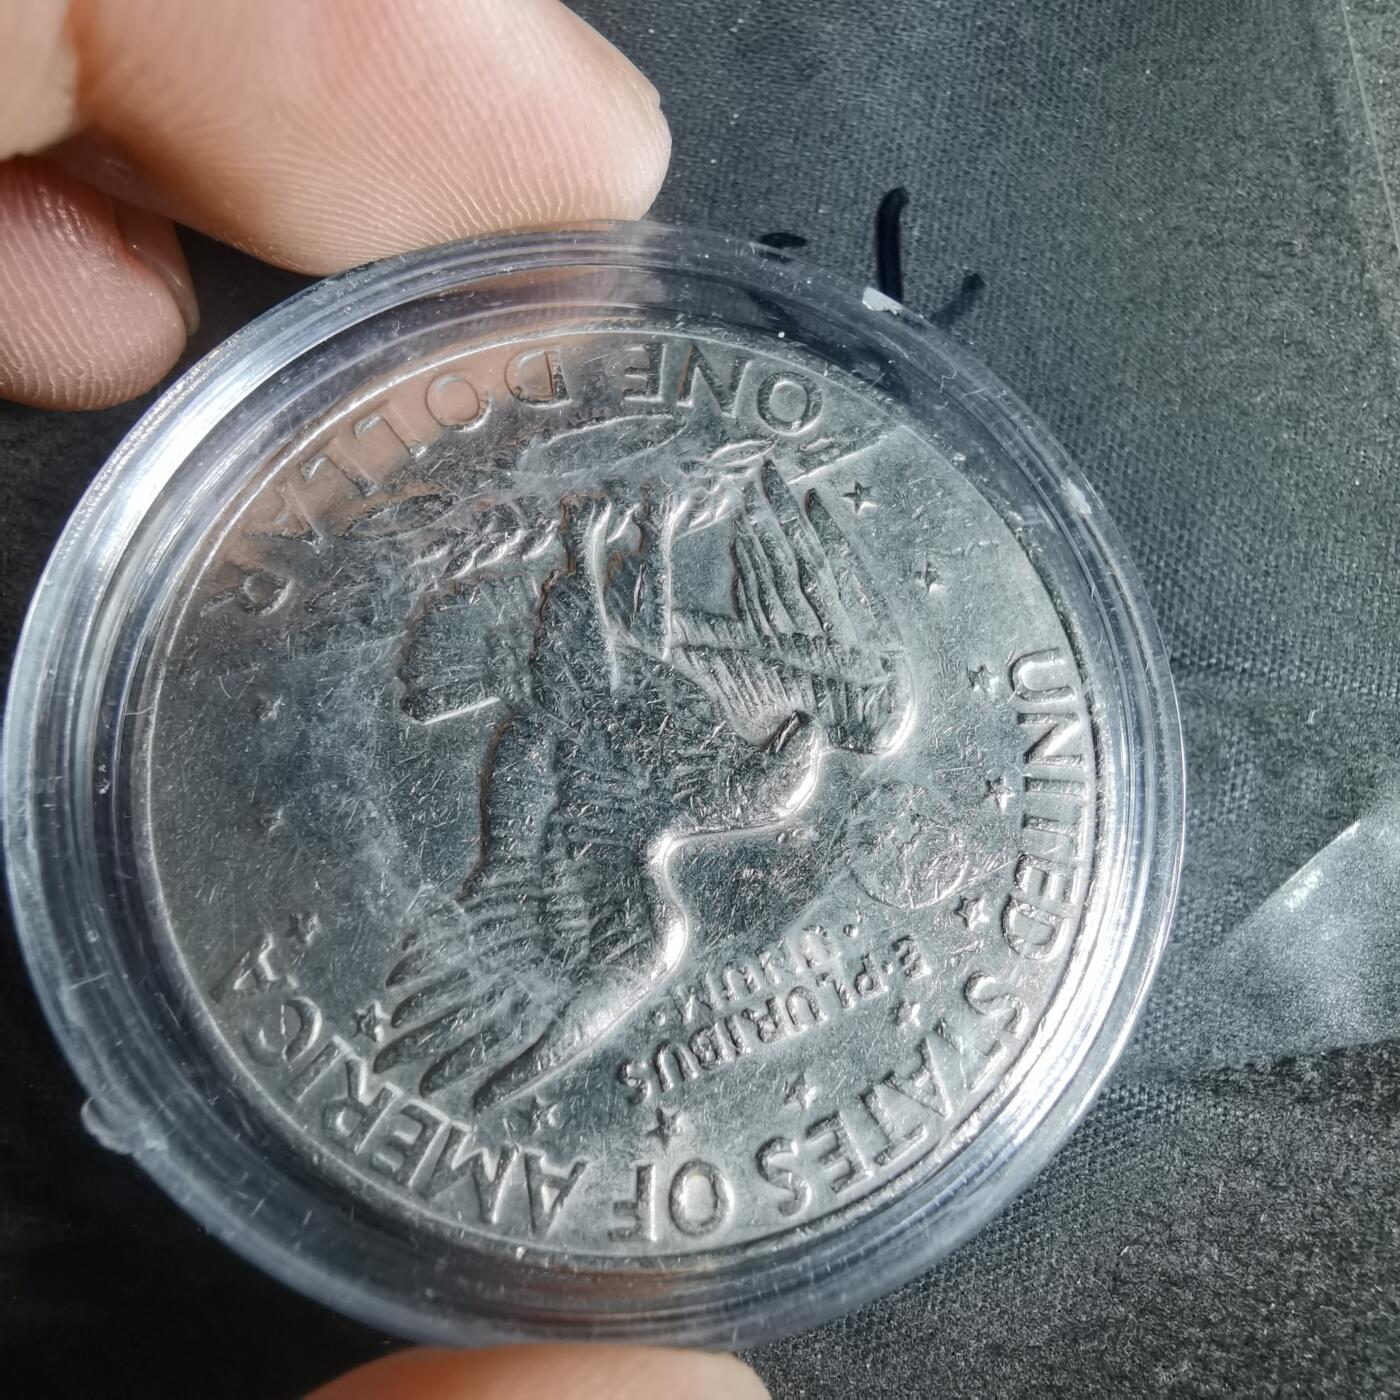 UNITED STATES OF AMERICA
E·PLURIBUS
·UNUM·
ONE DOLLAR